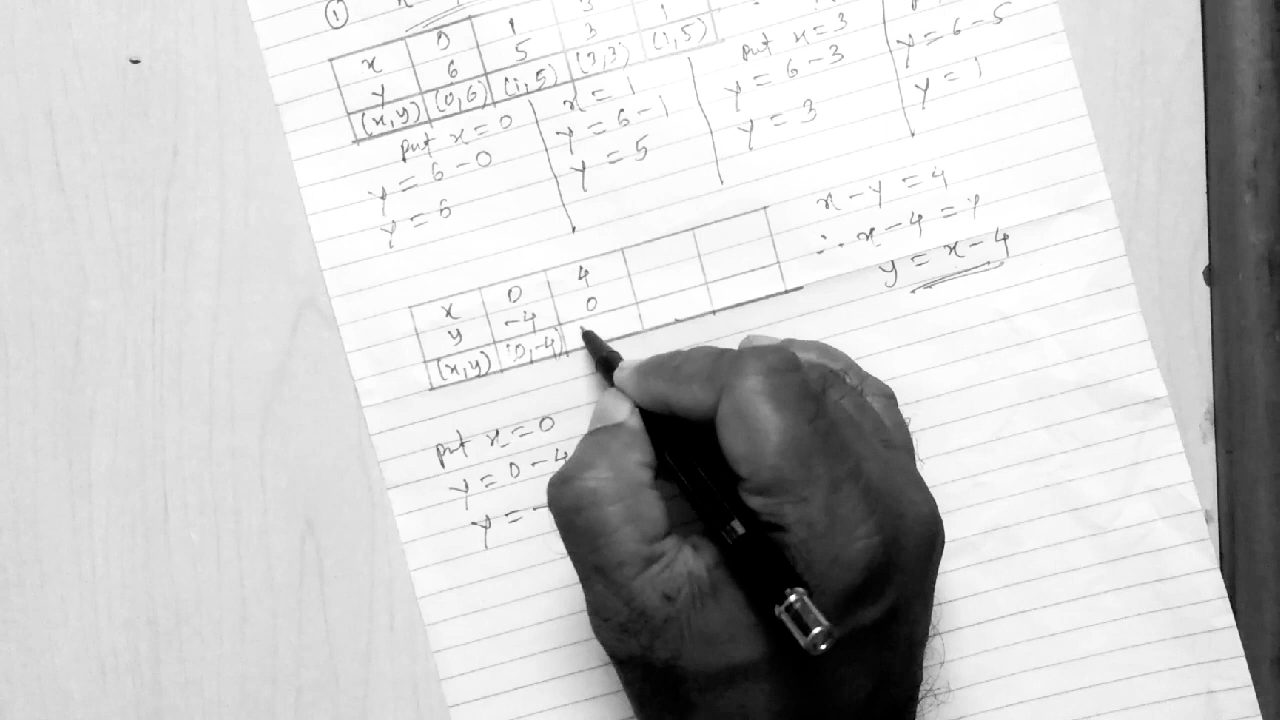 ①
x 0 1 3
y 6 5 3 1
(x,y) (0,6) (1,5) (3,3) (1,5)
put x = 0
y = 6 - 0
y = 6
x = 1
y = 6 - 1
y = 5
put x = 3
y = 6 - 3
y = 3
y = 6 - 5
y = 1
x - y = 4
∴ x - 4 = y
y = x - 4
x 0 4
y -4 0
(x,y) (0,-4)
put x = 0
y = 0 - 4
y = -